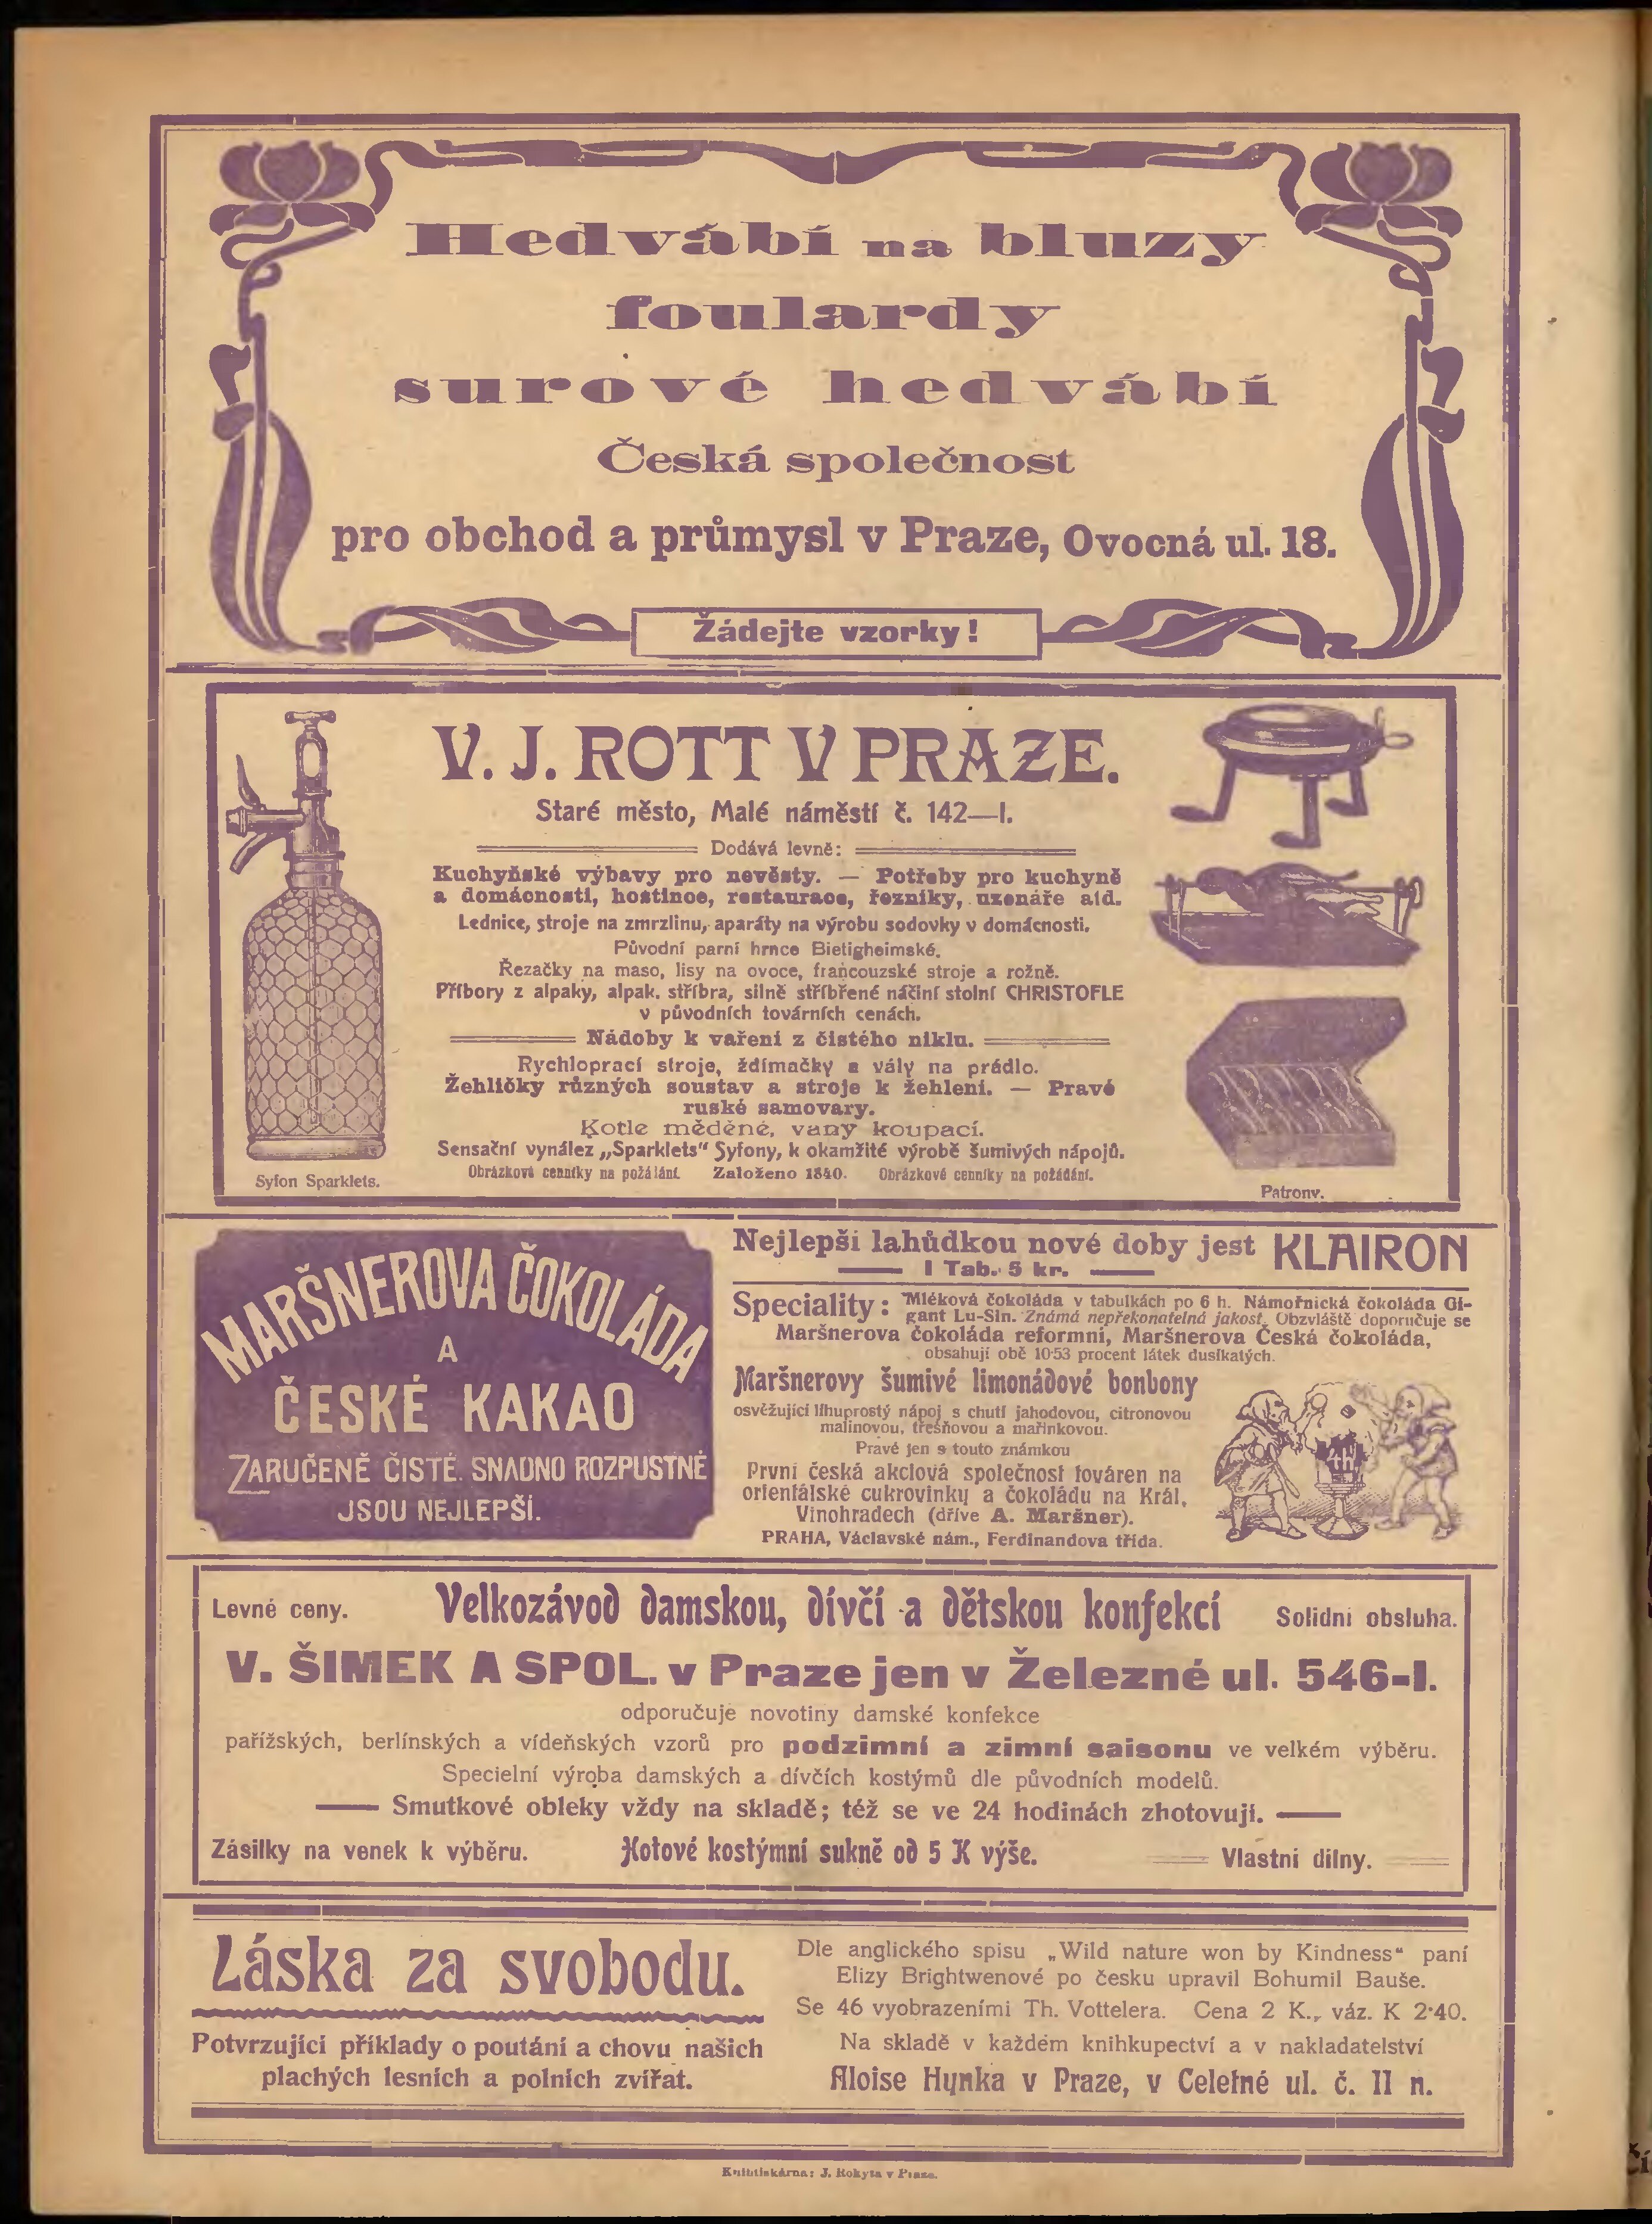 Hedvábí na bluzy
foulardy
surové hedvábí
Česká společnost
pro obchod a průmysl v Praze, Ovocná ul. 18.
Žádejte vzorky!
V. J. ROTT V PRAZE.
Staré město, Malé náměstí č. 142—I.
Dodává levně:
Kuchyňské výbavy pro nevěsty. — Potřeby pro kuchyně
a domácnosti, hostince, restaurace, řezníky, uzenáře atd.
Lednice, stroje na zmrzlinu, aparáty na výrobu sodovky v domácnosti.
Původní parní hrnce Bietigheimské.
Řezačky na maso, lisy na ovoce, francouzské stroje a rožně.
Příbory z alpaky, alpak. stříbra, silně stříbřené náčiní stolní CHRISTOFLE
v původních továrních cenách.
Nádoby k vaření z čistého niklu.
Rychloprací stroje, ždímačky a vály na prádlo.
Žehličky různých soustav a stroje k žehlení. — Pravé
ruské samovary.
Kotle měděné, vany koupací.
Sensační vynález „Sparklets" Syfony, k okamžité výrobě šumivých nápojů.
Obrázkové cenníky na požádání. Založeno 1840. Obrázkové cenníky na požádání.
Syfon Sparklets.
Patrony.
MARŠNEROVA ČOKOLÁDA
A
ČESKÉ KAKAO
ZARUČENĚ ČISTÉ. SNADNO ROZPUSTNÉ
JSOU NEJLEPŠÍ.
Nejlepší lahůdkou nové doby jest KLAIRON
I Tab. 5 kr.
Speciality: Mléková čokoláda v tabulkách po 6 h. Námořnická čokoláda Gi-
gant Lu-Sin. Známá nepřekonatelná jakost. Obzvláště doporučuje se
Maršnerova čokoláda reformní, Maršnerova Česká čokoláda,
obsahují obě 10·53 procent látek dusíkatých.
Maršnerovy šumivé limonádové bonbony
osvěžující líhuprostý nápoj s chutí jahodovou, citronovou
malinovou, třešňovou a mařinkovou.
Pravé jen s touto známkou
První česká akciová společnost továren na
orientálské cukrovinky a čokoládu na Král.
Vinohradech (dříve A. Maršner).
PRAHA, Václavské nám., Ferdinandova třída.
Levné ceny. Velkozávod damskou, dívčí a dětskou konfekcí Solidní obsluha.
V. ŠIMEK A SPOL. v Praze jen v Železné ul. 546-I.
odporučuje novotiny damské konfekce
pařížských, berlínských a vídeňských vzorů pro podzimní a zimní saisonu ve velkém výběru.
Specielní výroba damských a dívčích kostýmů dle původních modelů.
Smutkové obleky vždy na skladě; též se ve 24 hodinách zhotovují.
Zásilky na venek k výběru. Hotové kostýmní sukně od 5 K výše. Vlastní dílny.
Láska za svobodu.
Potvrzující příklady o poutání a chovu našich
plachých lesních a polních zvířat.
Dle anglického spisu „Wild nature won by Kindness“ paní
Elizy Brightwenové po česku upravil Bohumil Bauše.
Se 46 vyobrazeními Th. Vottelera. Cena 2 K., váz. K 2·40.
Na skladě v každém knihkupectví a v nakladatelství
Aloise Hynka v Praze, v Celetné ul. č. 11 n.
Knihtiskárna: J. Rokyta v Praze.